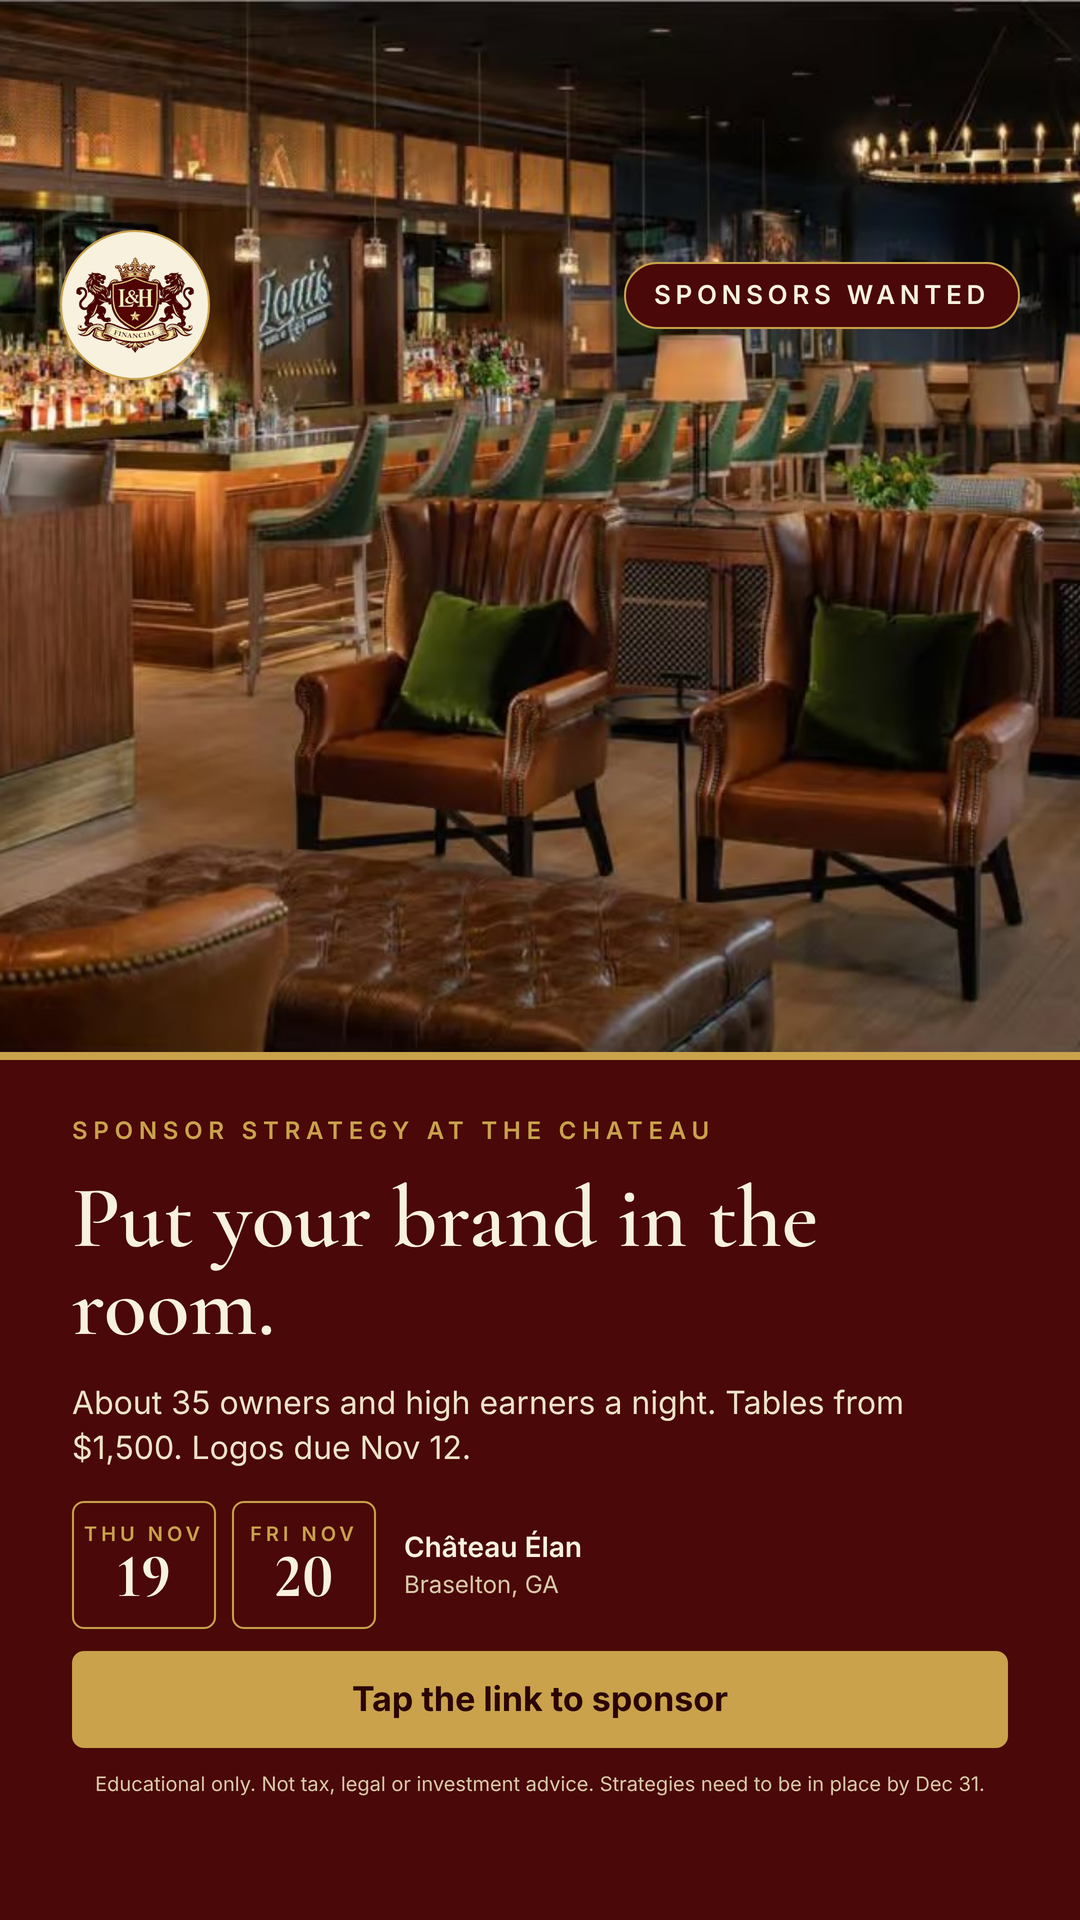 L&H
FINANCIAL
Louis'
SPONSORS WANTED
SPONSOR STRATEGY AT THE CHATEAU
Put your brand in the
room.
About 35 owners and high earners a night. Tables from
$1,500. Logos due Nov 12.
THU NOV
19
FRI NOV
20
Château Élan
Braselton, GA
Tap the link to sponsor
Educational only. Not tax, legal or investment advice. Strategies need to be in place by Dec 31.